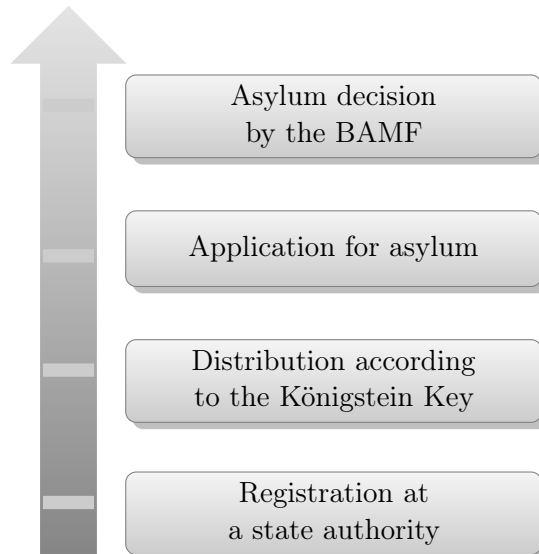 Asylum decision
by the BAMF
Application for asylum
Distribution according
to the Königstein Key
Registration at
a state authority